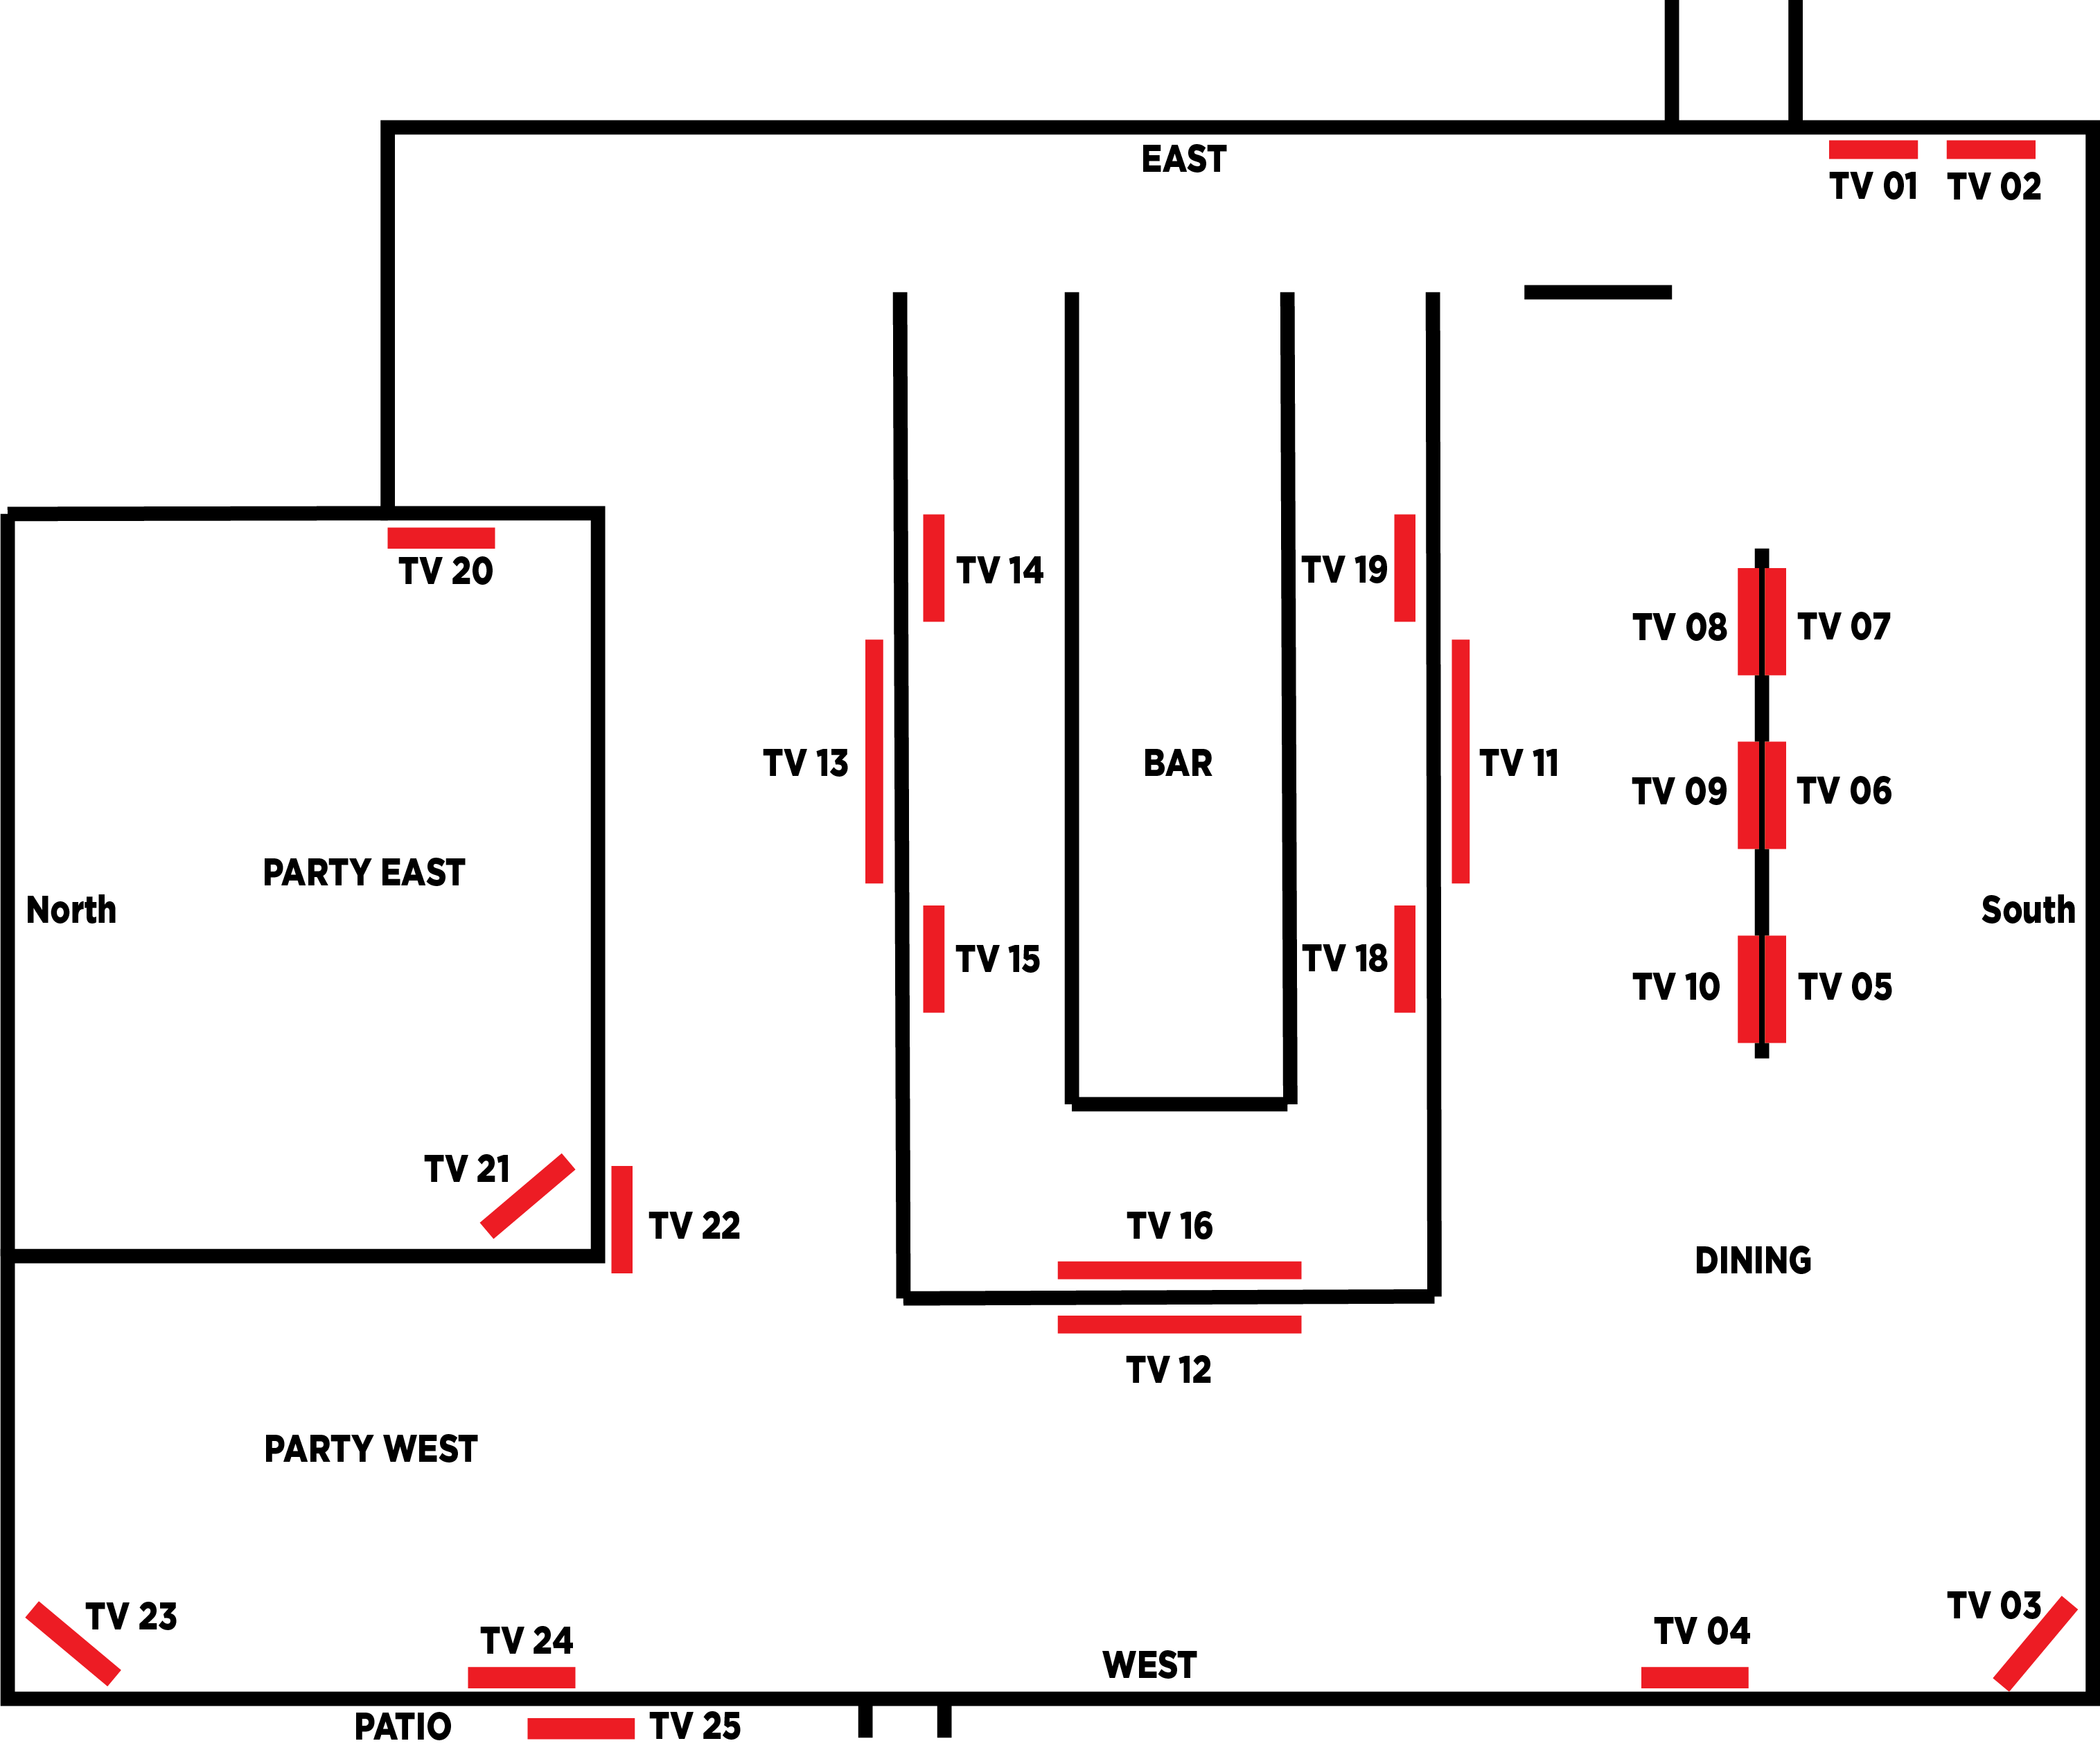 EAST
TV 01
TV 02
TV 20
TV 14
TV 19
TV 08
TV 07
TV 13
BAR
TV 11
TV 09
TV 06
PARTY EAST
North
South
TV 15
TV 18
TV 10
TV 05
TV 21
TV 22
TV 16
DINING
TV 12
PARTY WEST
TV 23
TV 03
TV 24
TV 04
WEST
PATIO
TV 25